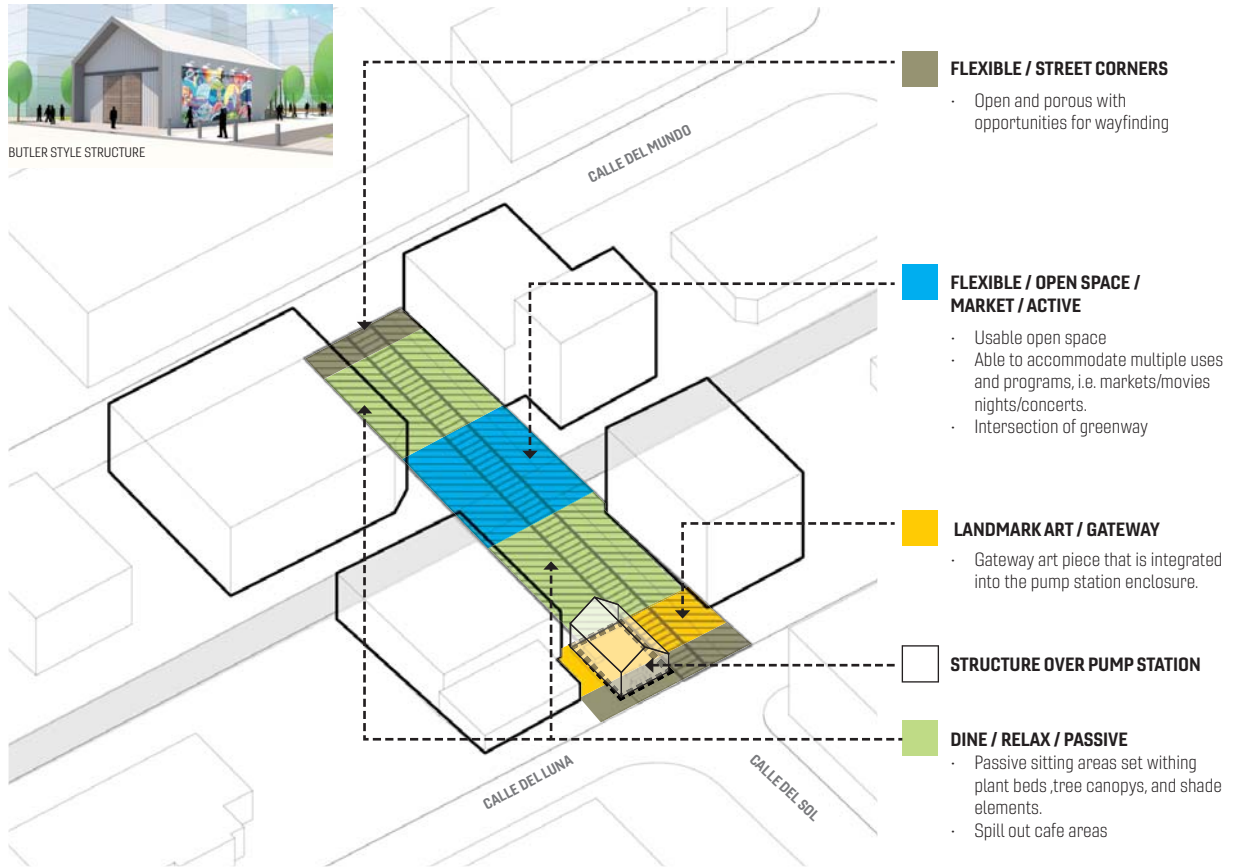 BUTLER STYLE STRUCTURE
CALLE DEL MUNDO
CALLE DEL LUNA
CALLE DEL SOL
FLEXIBLE / STREET CORNERS
· Open and porous with
opportunities for wayfinding
FLEXIBLE / OPEN SPACE /
MARKET / ACTIVE
· Usable open space
· Able to accommodate multiple uses
and programs, i.e. markets/movies
nights/concerts.
· Intersection of greenway
LANDMARK ART / GATEWAY
· Gateway art piece that is integrated
into the pump station enclosure.
STRUCTURE OVER PUMP STATION
DINE / RELAX / PASSIVE
· Passive sitting areas set withing
plant beds ,tree canopys, and shade
elements.
· Spill out cafe areas